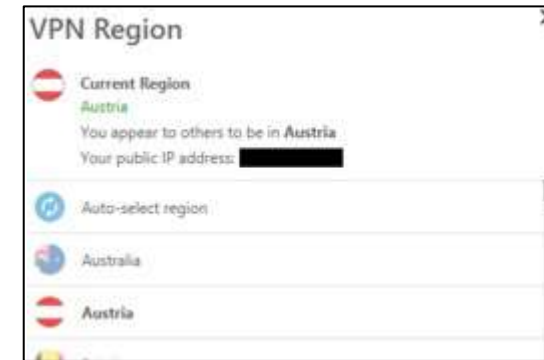 VPN Region
Current Region
Austria
You appear to others to be in Austria
Your public IP address:
Auto-select region
Australia
Austria